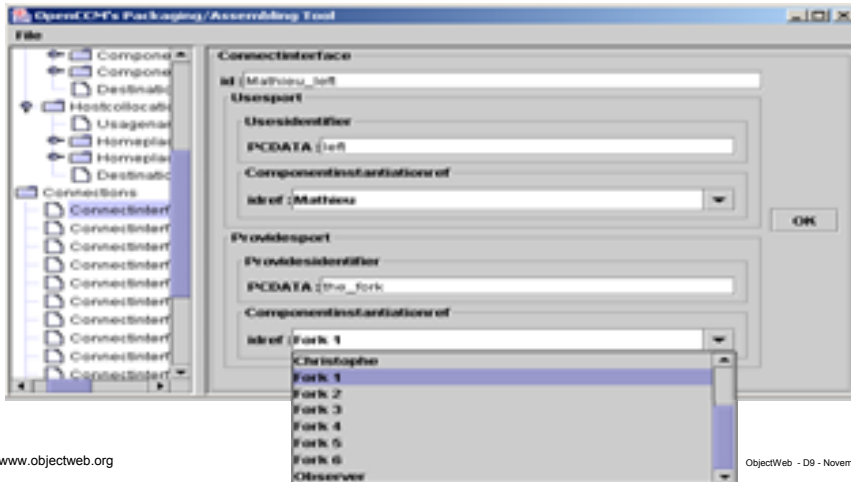 OpenCCM's Packaging/Assembling Tool
File
Compone
Compone
Destinatio
Hostcollocatio
Usagenam
Homeplac
Homeplac
Destinatio
Connections
Connectinterf
Connectinterf
Connectinterf
Connectinterf
Connectinterf
Connectinterf
Connectinterf
Connectinterf
Connectinterf
Connectinterf
Connectinterface
id : Mathieu_left
Usesport
Usesidentifier
PCDATA : left
Componentinstantiationref
idref : Mathieu
Providesport
Providesidentifier
PCDATA : the_fork
Componentinstantiationref
idref : Fork 1
Christophe
Fork 1
Fork 2
Fork 3
Fork 4
Fork 5
Fork 6
Observer
OK
www.objectweb.org
ObjectWeb - D9 - Novem